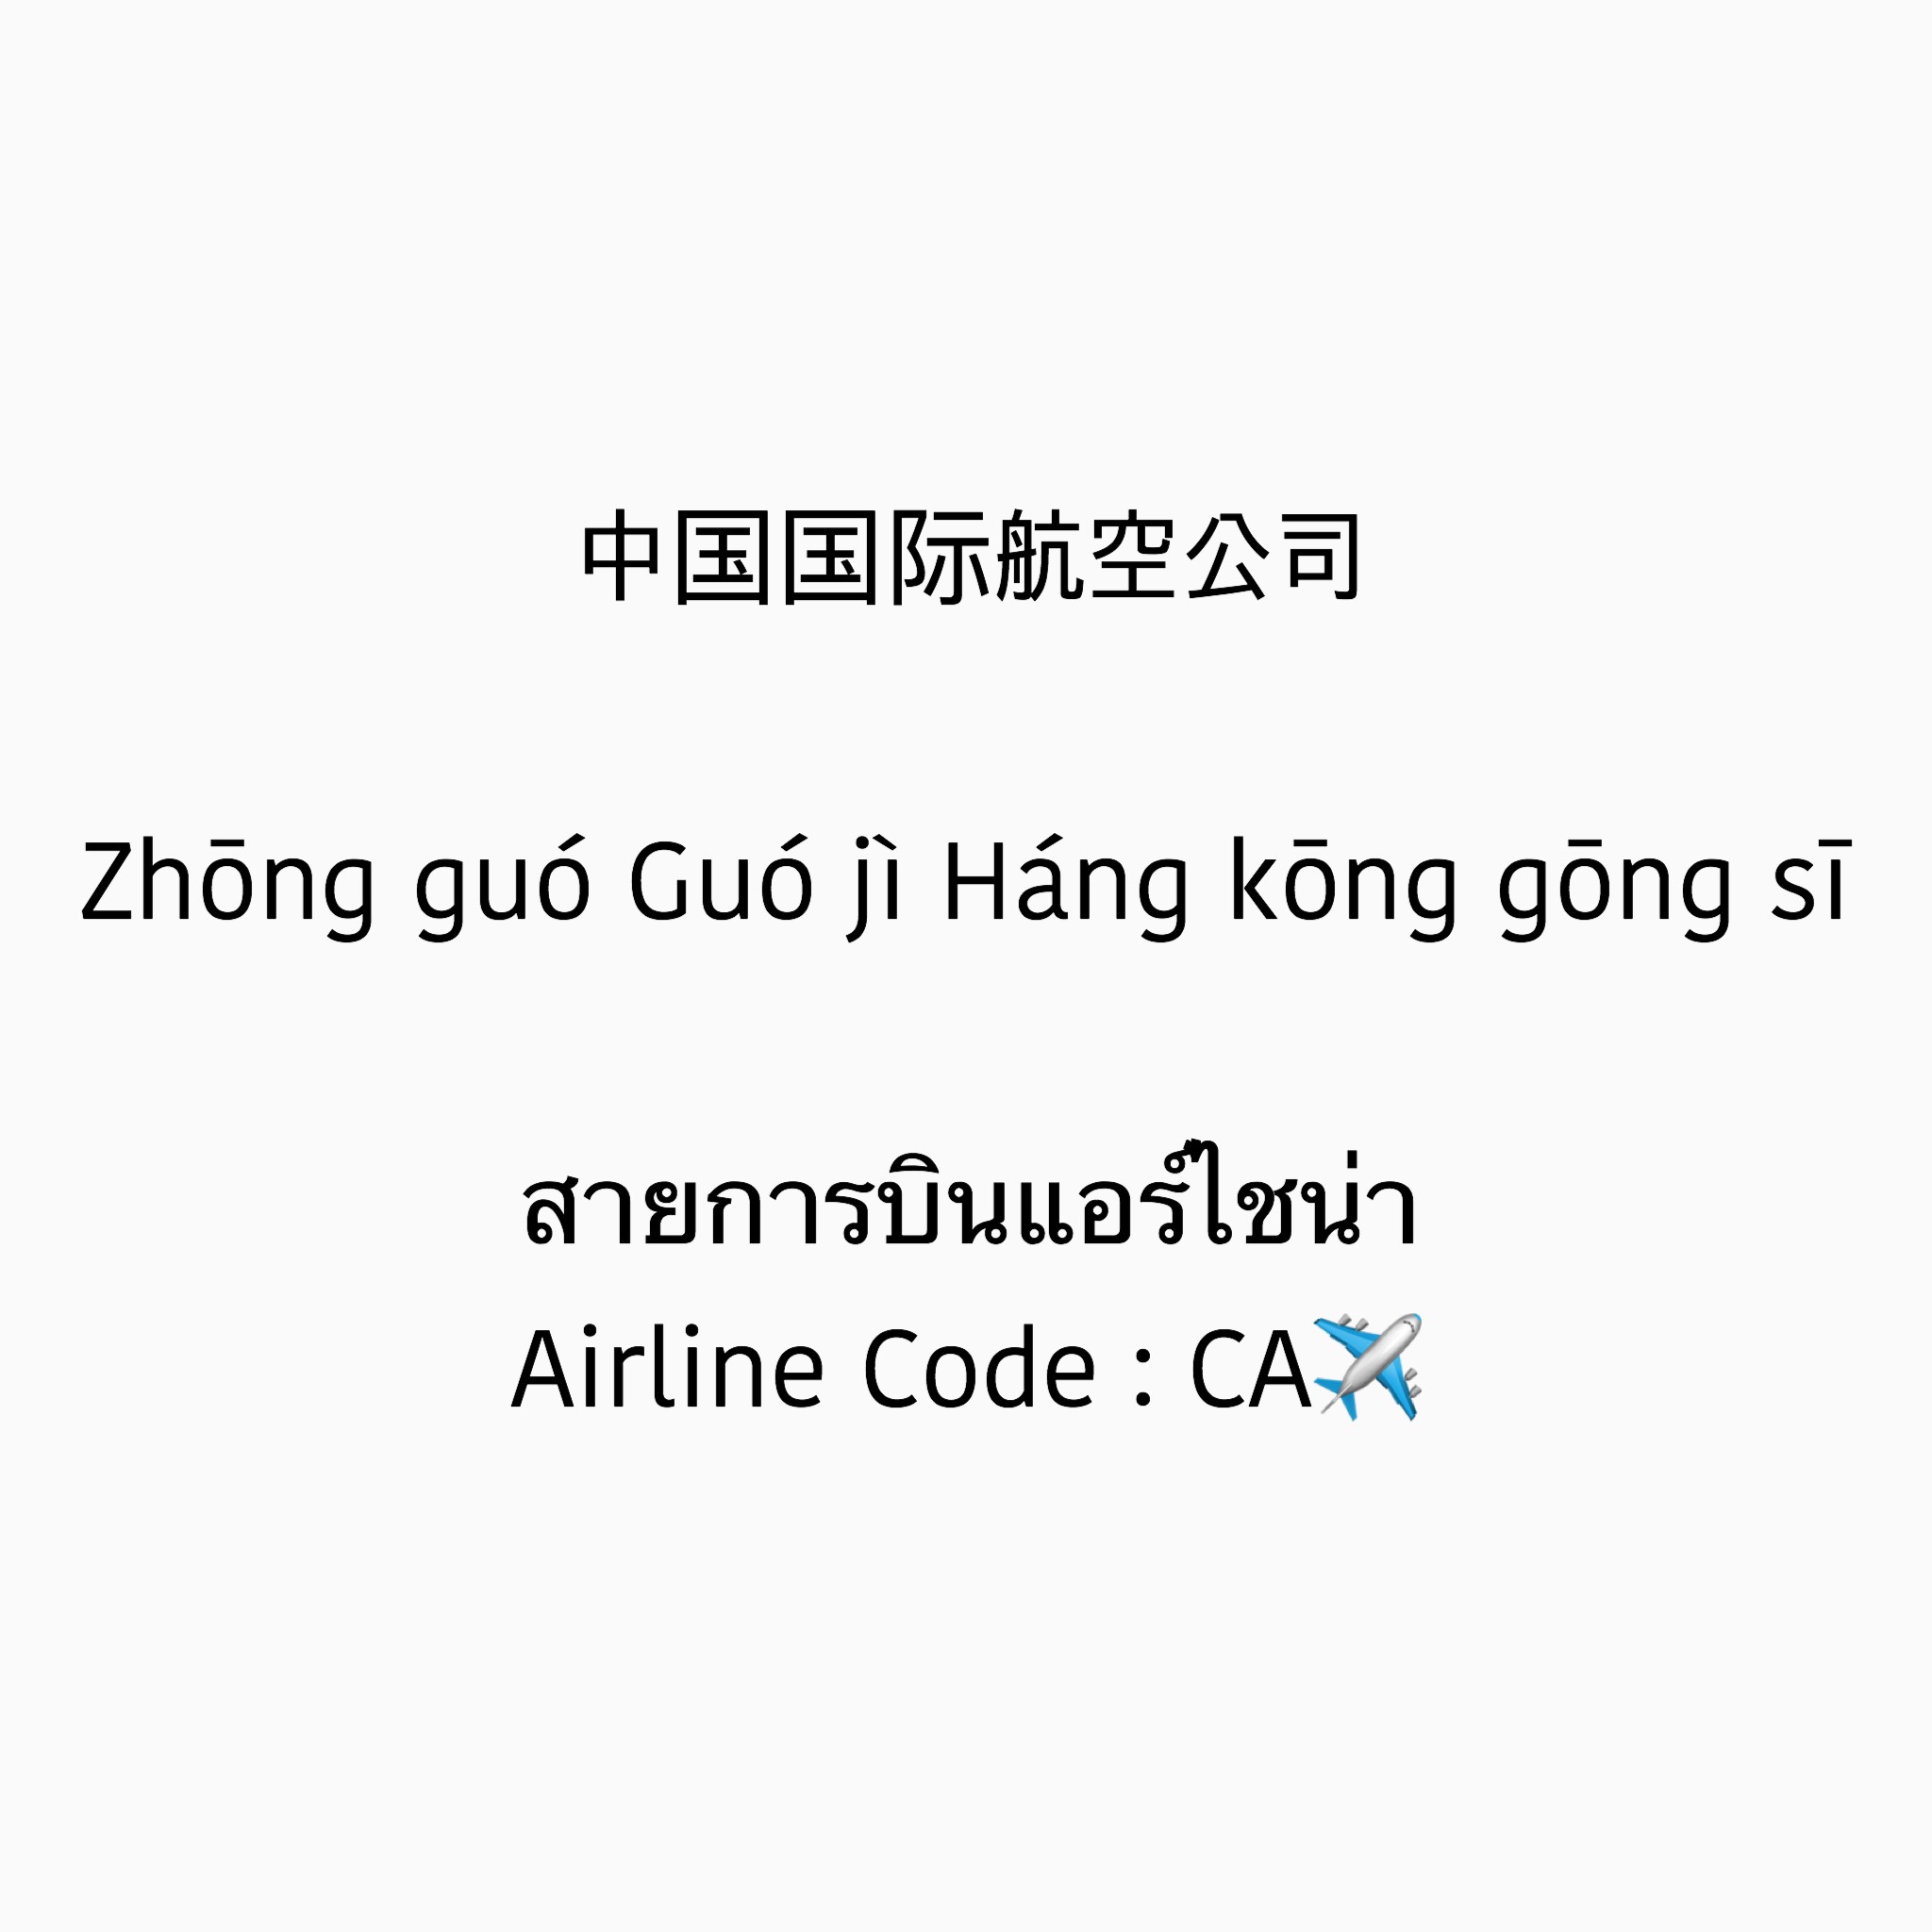 中国国际航空公司
Zhōng guó Guó jì Háng kōng gōng sī
สายการบินแอร์ไชน่า
Airline Code : CA✈️